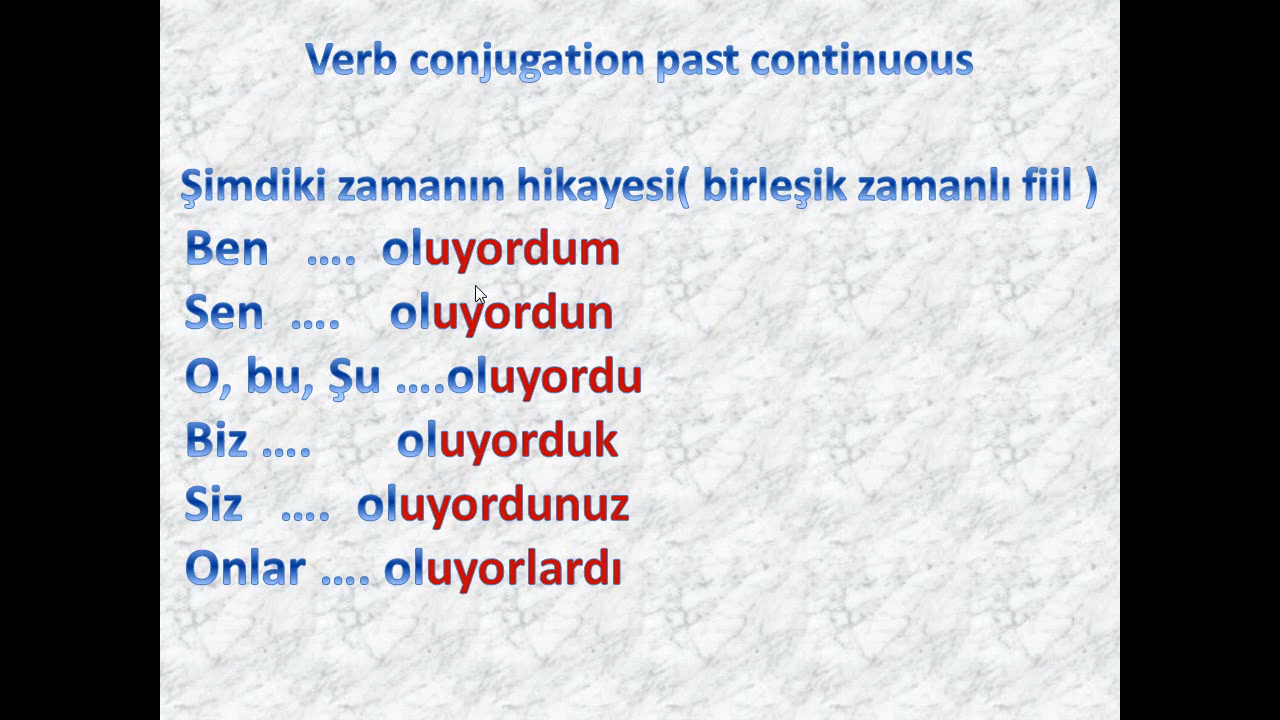 Verb conjugation past continuous
Şimdiki zamanın hikayesi( birleşik zamanlı fiil )
Ben .... oluyordum
Sen .... oluyordun
O, bu, Şu ....oluyordu
Biz .... oluyorduk
Siz .... oluyordunuz
Onlar .... oluyorlardı